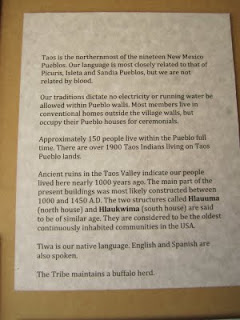 Taos is the northernmost of the nineteen New Mexico
Pueblos. Our language is most closely related to that of
Picuris, Isleta and Sandia Pueblos, but we are not
related by blood.
Our traditions dictate no electricity or running water be
allowed within Pueblo walls. Most members live in
conventional homes outside the village walls, but
occupy their Pueblo houses for ceremonials.
Approximately 150 people live within the Pueblo full
time. There are over 1900 Taos Indians living on Taos
Pueblo lands.
Ancient ruins in the Taos Valley indicate our people
lived here nearly 1000 years ago. The main part of the
present buildings was most likely constructed between
1000 and 1450 A.D. The two structures called Hlauuma
(north house) and Hlaukwima (south house) are said
to be of similar age. They are considered to be the oldest
continuously inhabited communities in the USA.
Tiwa is our native language. English and Spanish are
also spoken.
The Tribe maintains a buffalo herd.